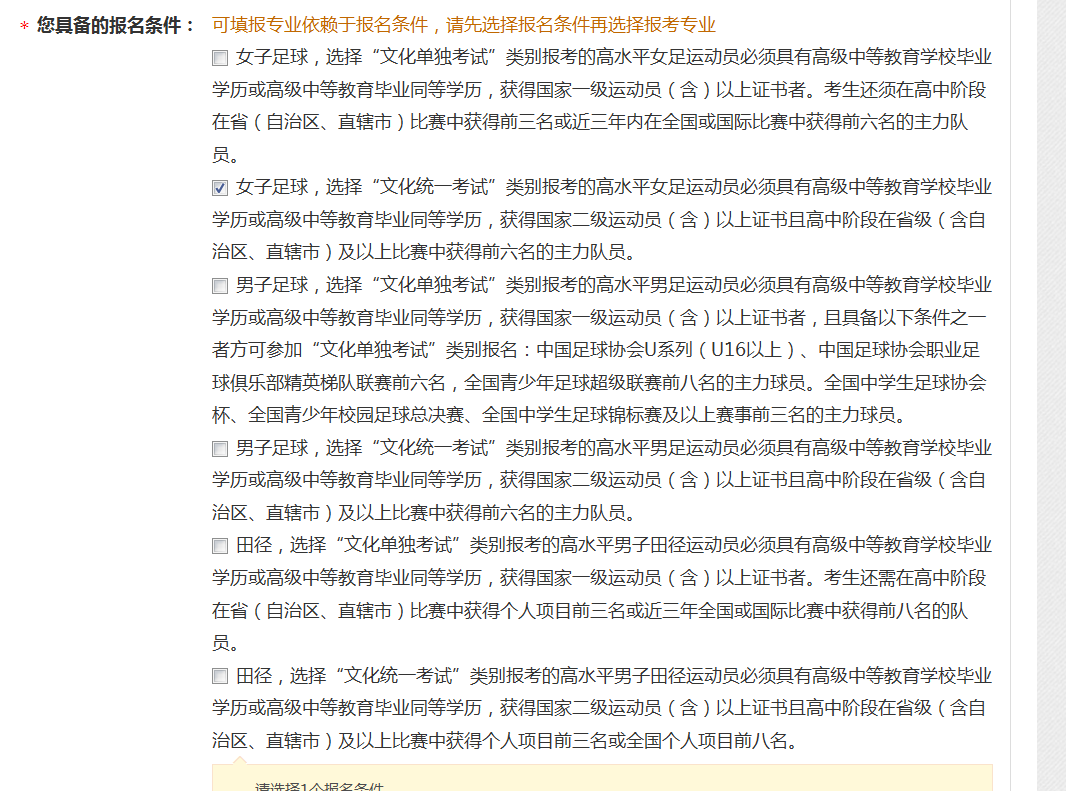 * 您具备的报名条件： 可填报专业依赖于报名条件，请先选择报名条件再选择报考专业
女子足球，选择“文化单独考试”类别报考的高水平女足运动员必须具有高级中等教育学校毕业
学历或高级中等教育毕业同等学历，获得国家一级运动员（含）以上证书者。考生还须在高中阶段
在省（自治区、直辖市）比赛中获得前三名或近三年内在全国或国际比赛中获得前六名的主力队
员。
女子足球，选择“文化统一考试”类别报考的高水平女足运动员必须具有高级中等教育学校毕业
学历或高级中等教育毕业同等学历，获得国家二级运动员（含）以上证书且高中阶段在省级（含自
治区、直辖市）及以上比赛中获得前六名的主力队员。
男子足球，选择“文化单独考试”类别报考的高水平男足运动员必须具有高级中等教育学校毕业
学历或高级中等教育毕业同等学历，获得国家一级运动员（含）以上证书者，且具备以下条件之一
者方可参加“文化单独考试”类别报名：中国足球协会U系列（U16以上）、中国足球协会职业足
球俱乐部精英梯队联赛前六名，全国青少年足球超级联赛前八名的主力球员。全国中学生足球协会
杯、全国青少年校园足球总决赛、全国中学生足球锦标赛及以上赛事前三名的主力球员。
男子足球，选择“文化统一考试”类别报考的高水平男足运动员必须具有高级中等教育学校毕业
学历或高级中等教育毕业同等学历，获得国家二级运动员（含）以上证书且高中阶段在省级（含自
治区、直辖市）及以上比赛中获得前六名的主力队员。
田径，选择“文化单独考试”类别报考的高水平男子田径运动员必须具有高级中等教育学校毕业
学历或高级中等教育毕业同等学历，获得国家一级运动员（含）以上证书者。考生还需在高中阶段
在省（自治区、直辖市）比赛中获得个人项目前三名或近三年全国或国际比赛中获得前八名的队
员。
田径，选择“文化统一考试”类别报考的高水平男子田径运动员必须具有高级中等教育学校毕业
学历或高级中等教育毕业同等学历，获得国家二级运动员（含）以上证书且高中阶段在省级（含自
治区、直辖市）及以上比赛中获得个人项目前三名或全国个人项目前八名。
请选择1个报名条件